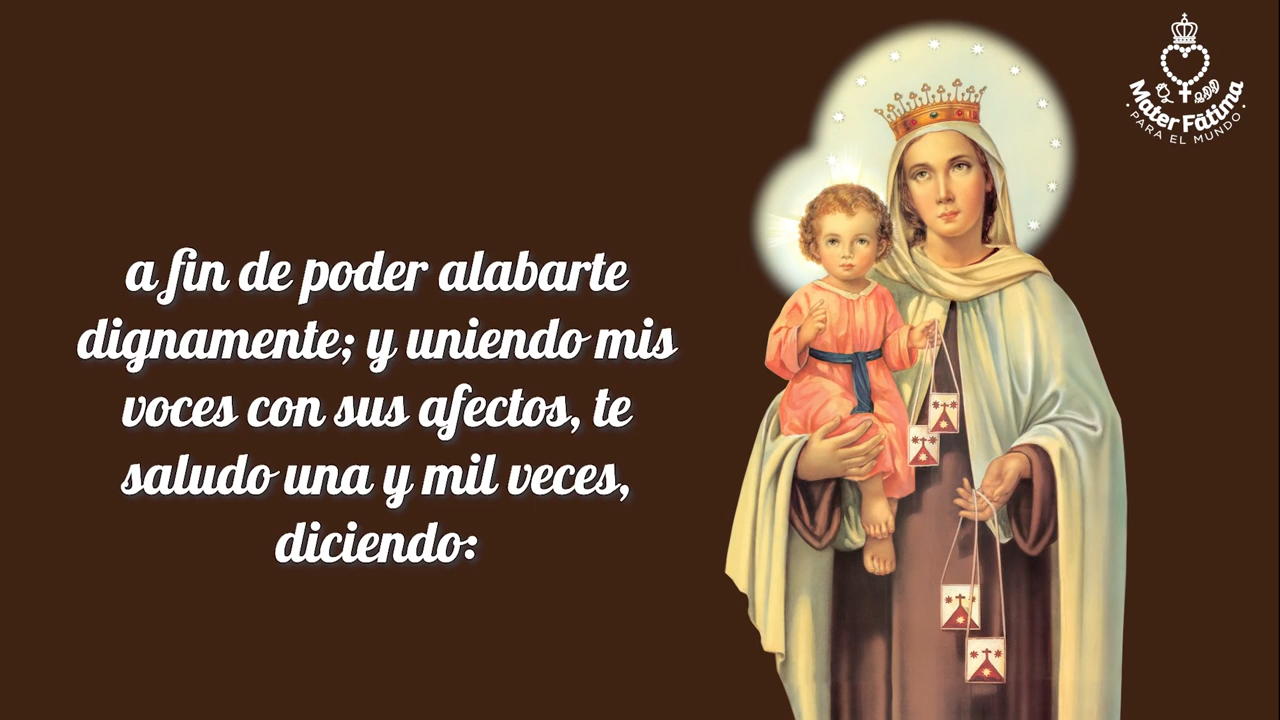 a fin de poder alabarte
dignamente; y uniendo mis
voces con sus afectos, te
saludo una y mil veces,
diciendo:
Mater Fátima
· PARA EL MUNDO ·